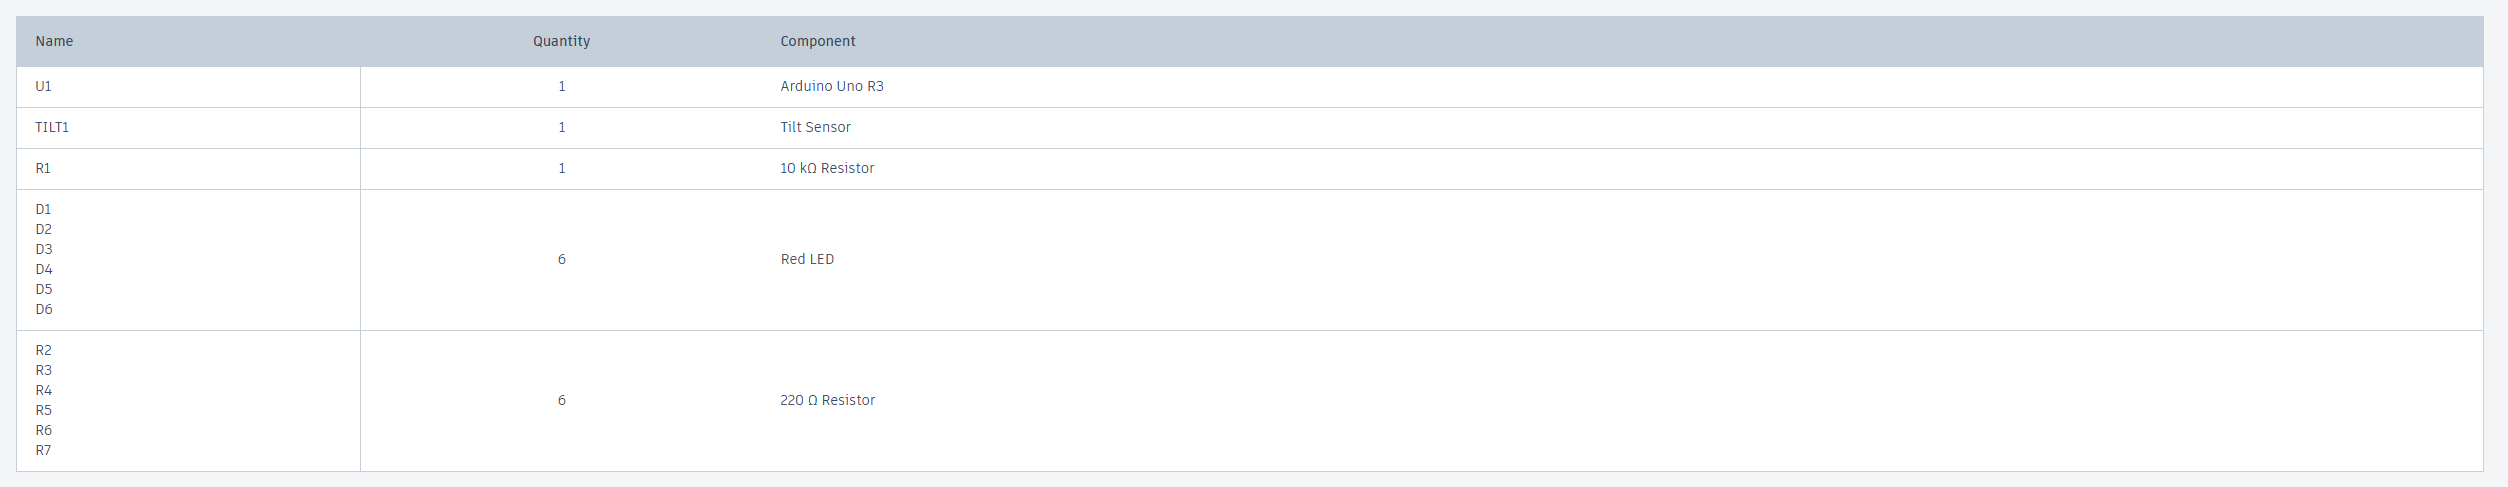 Name Quantity Component
U1 1 Arduino Uno R3
TILT1 1 Tilt Sensor
R1 1 10 kΩ Resistor
D1
D2
D3
D4
D5
D6
6 Red LED
R2
R3
R4
R5
R6
R7
6 220 Ω Resistor